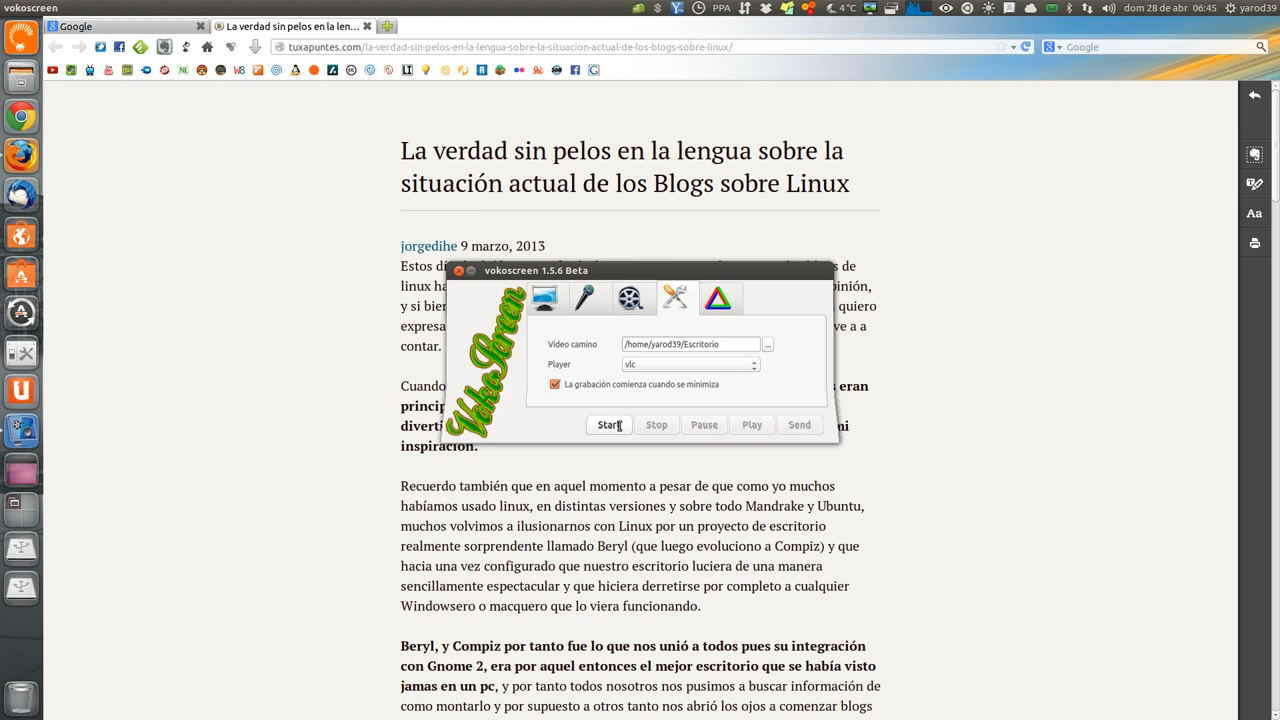 vokoscreen
PPA
4°C
dom 28 de abr
06:45
yarod39
Google
La verdad sin pelos en la len...
tuxapuntes.com/la-verdad-sin-pelos-en-la-lengua-sobre-la-situacion-actual-de-los-blogs-sobre-linux/
Google
La verdad sin pelos en la lengua sobre la
situación actual de los Blogs sobre Linux
jorgedihe 9 marzo, 2013
Estos
de
linux ha
pinión,
y si bien
quiero
expresa
ve a a
contar.
vokoscreen 1.5.6 Beta
VokoScreen
Vídeo camino
/home/yarod39/Escritorio
...
Player
vlc
La grabación comienza cuando se minimiza
Start
Stop
Pause
Play
Send
Cuando
eran
princip
diverti
mi
inspiración.
Recuerdo también que en aquel momento a pesar de que como yo muchos
habíamos usado linux, en distintas versiones y sobre todo Mandrake y Ubuntu,
muchos volvimos a ilusionarnos con Linux por un proyecto de escritorio
realmente sorprendente llamado Beryl (que luego evoluciono a Compiz) y que
hacia una vez configurado que nuestro escritorio luciera de una manera
sencillamente espectacular y que hiciera derretirse por completo a cualquier
Windowsero o macquero que lo viera funcionando.
Beryl, y Compiz por tanto fue lo que nos unió a todos pues su integración
con Gnome 2, era por aquel entonces el mejor escritorio que se había visto
jamas en un pc, y por tanto todos nosotros nos pusimos a buscar información de
como montarlo y por supuesto a otros tanto nos abrió los ojos a comenzar blogs
Aa